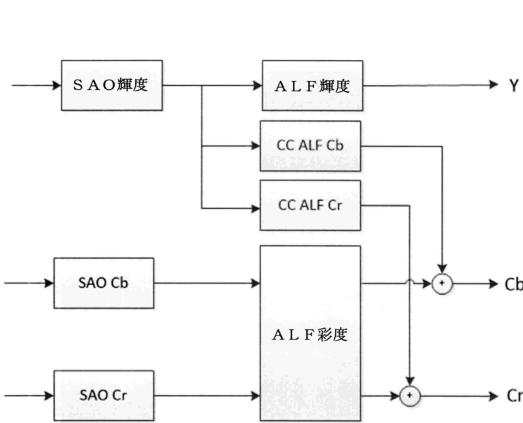 ＳＡＯ輝度
ＡＬＦ輝度
Y
CC ALF Cb
CC ALF Cr
SAO Cb
ＡＬＦ彩度
+
Cb
SAO Cr
+
Cr